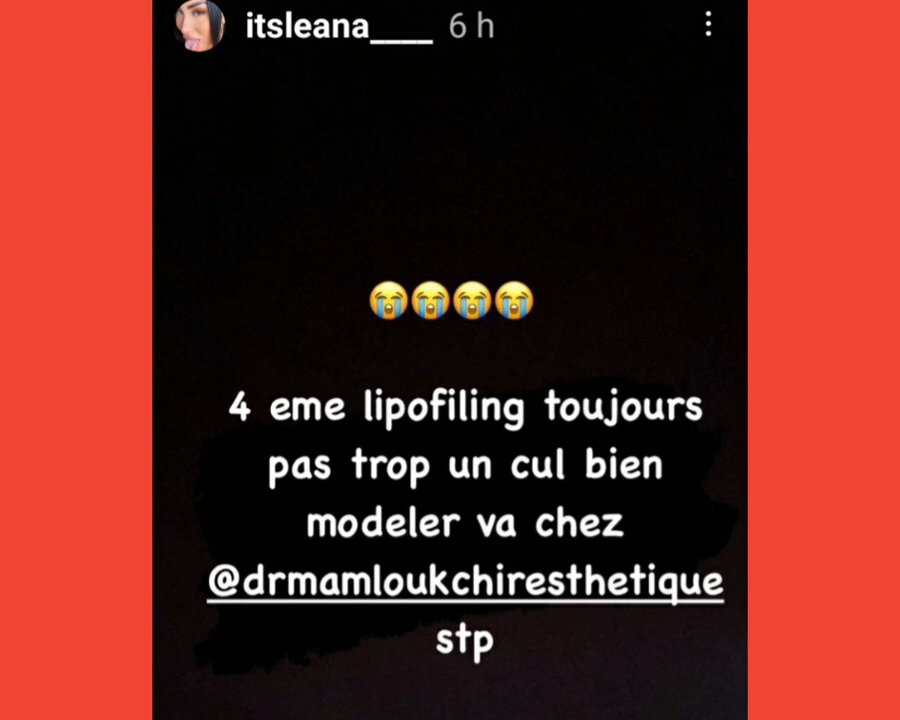 itsleana____ 6 h
😭😭😭😭
4 eme lipofiling toujours
pas trop un cul bien
modeler va chez
@drmamloukchiresthetique
stp